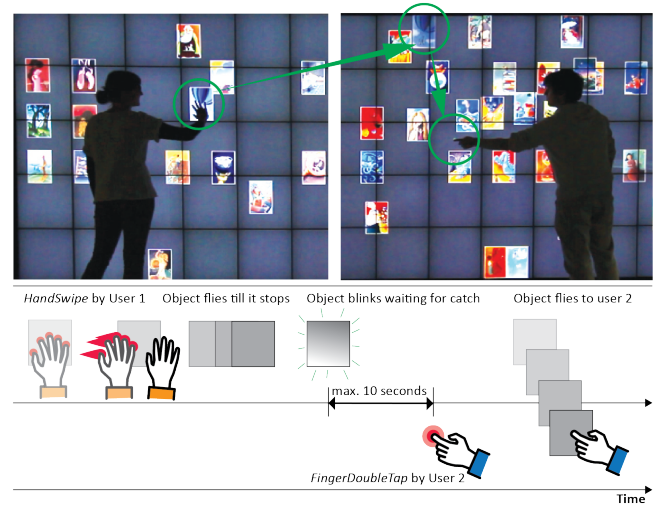 HandSwipe by User 1
Object flies till it stops
Object blinks waiting for catch
Object flies to user 2
max. 10 seconds
FingerDoubleTap by User 2
Time